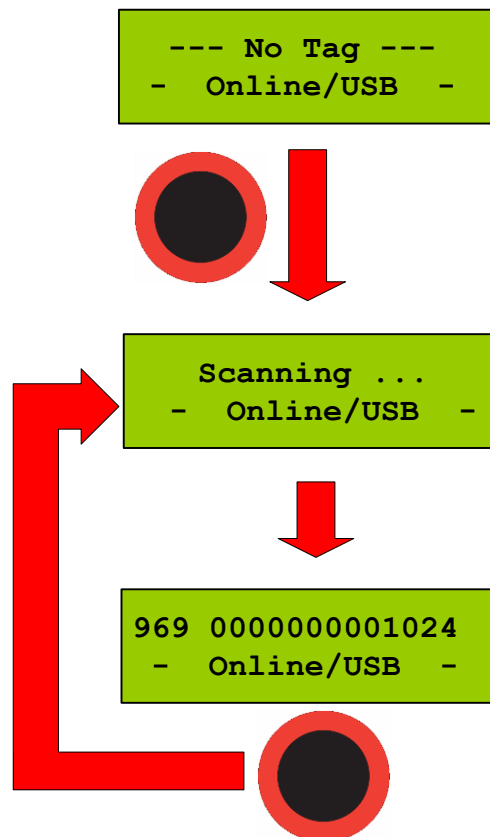 --- No Tag ---
- Online/USB -
Scanning ...
- Online/USB -
969 0000000001024
- Online/USB -